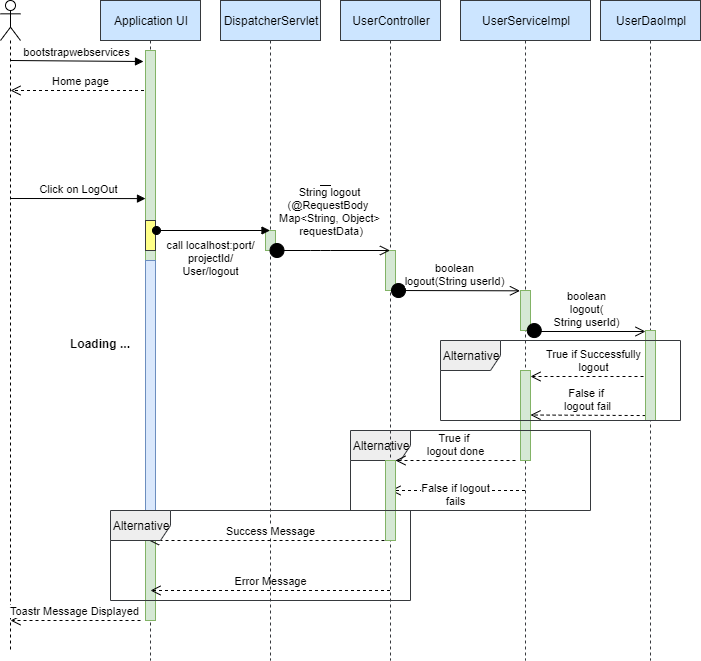 Application UI
DispatcherServlet
UserController
UserServiceImpl
UserDaoImpl
bootstrapwebservices
Home page
Click on LogOut
String logout
(@RequestBody
Map<String, Object>
requestData)
call localhost:port/
projectId/
User/logout
boolean
logout(String userId)
boolean
logout(
String userId)
Loading ...
Alternative
True if Successfully
logout
False if
logout fail
Alternative
True if
logout done
False if logout
fails
Alternative
Success Message
Error Message
Toastr Message Displayed